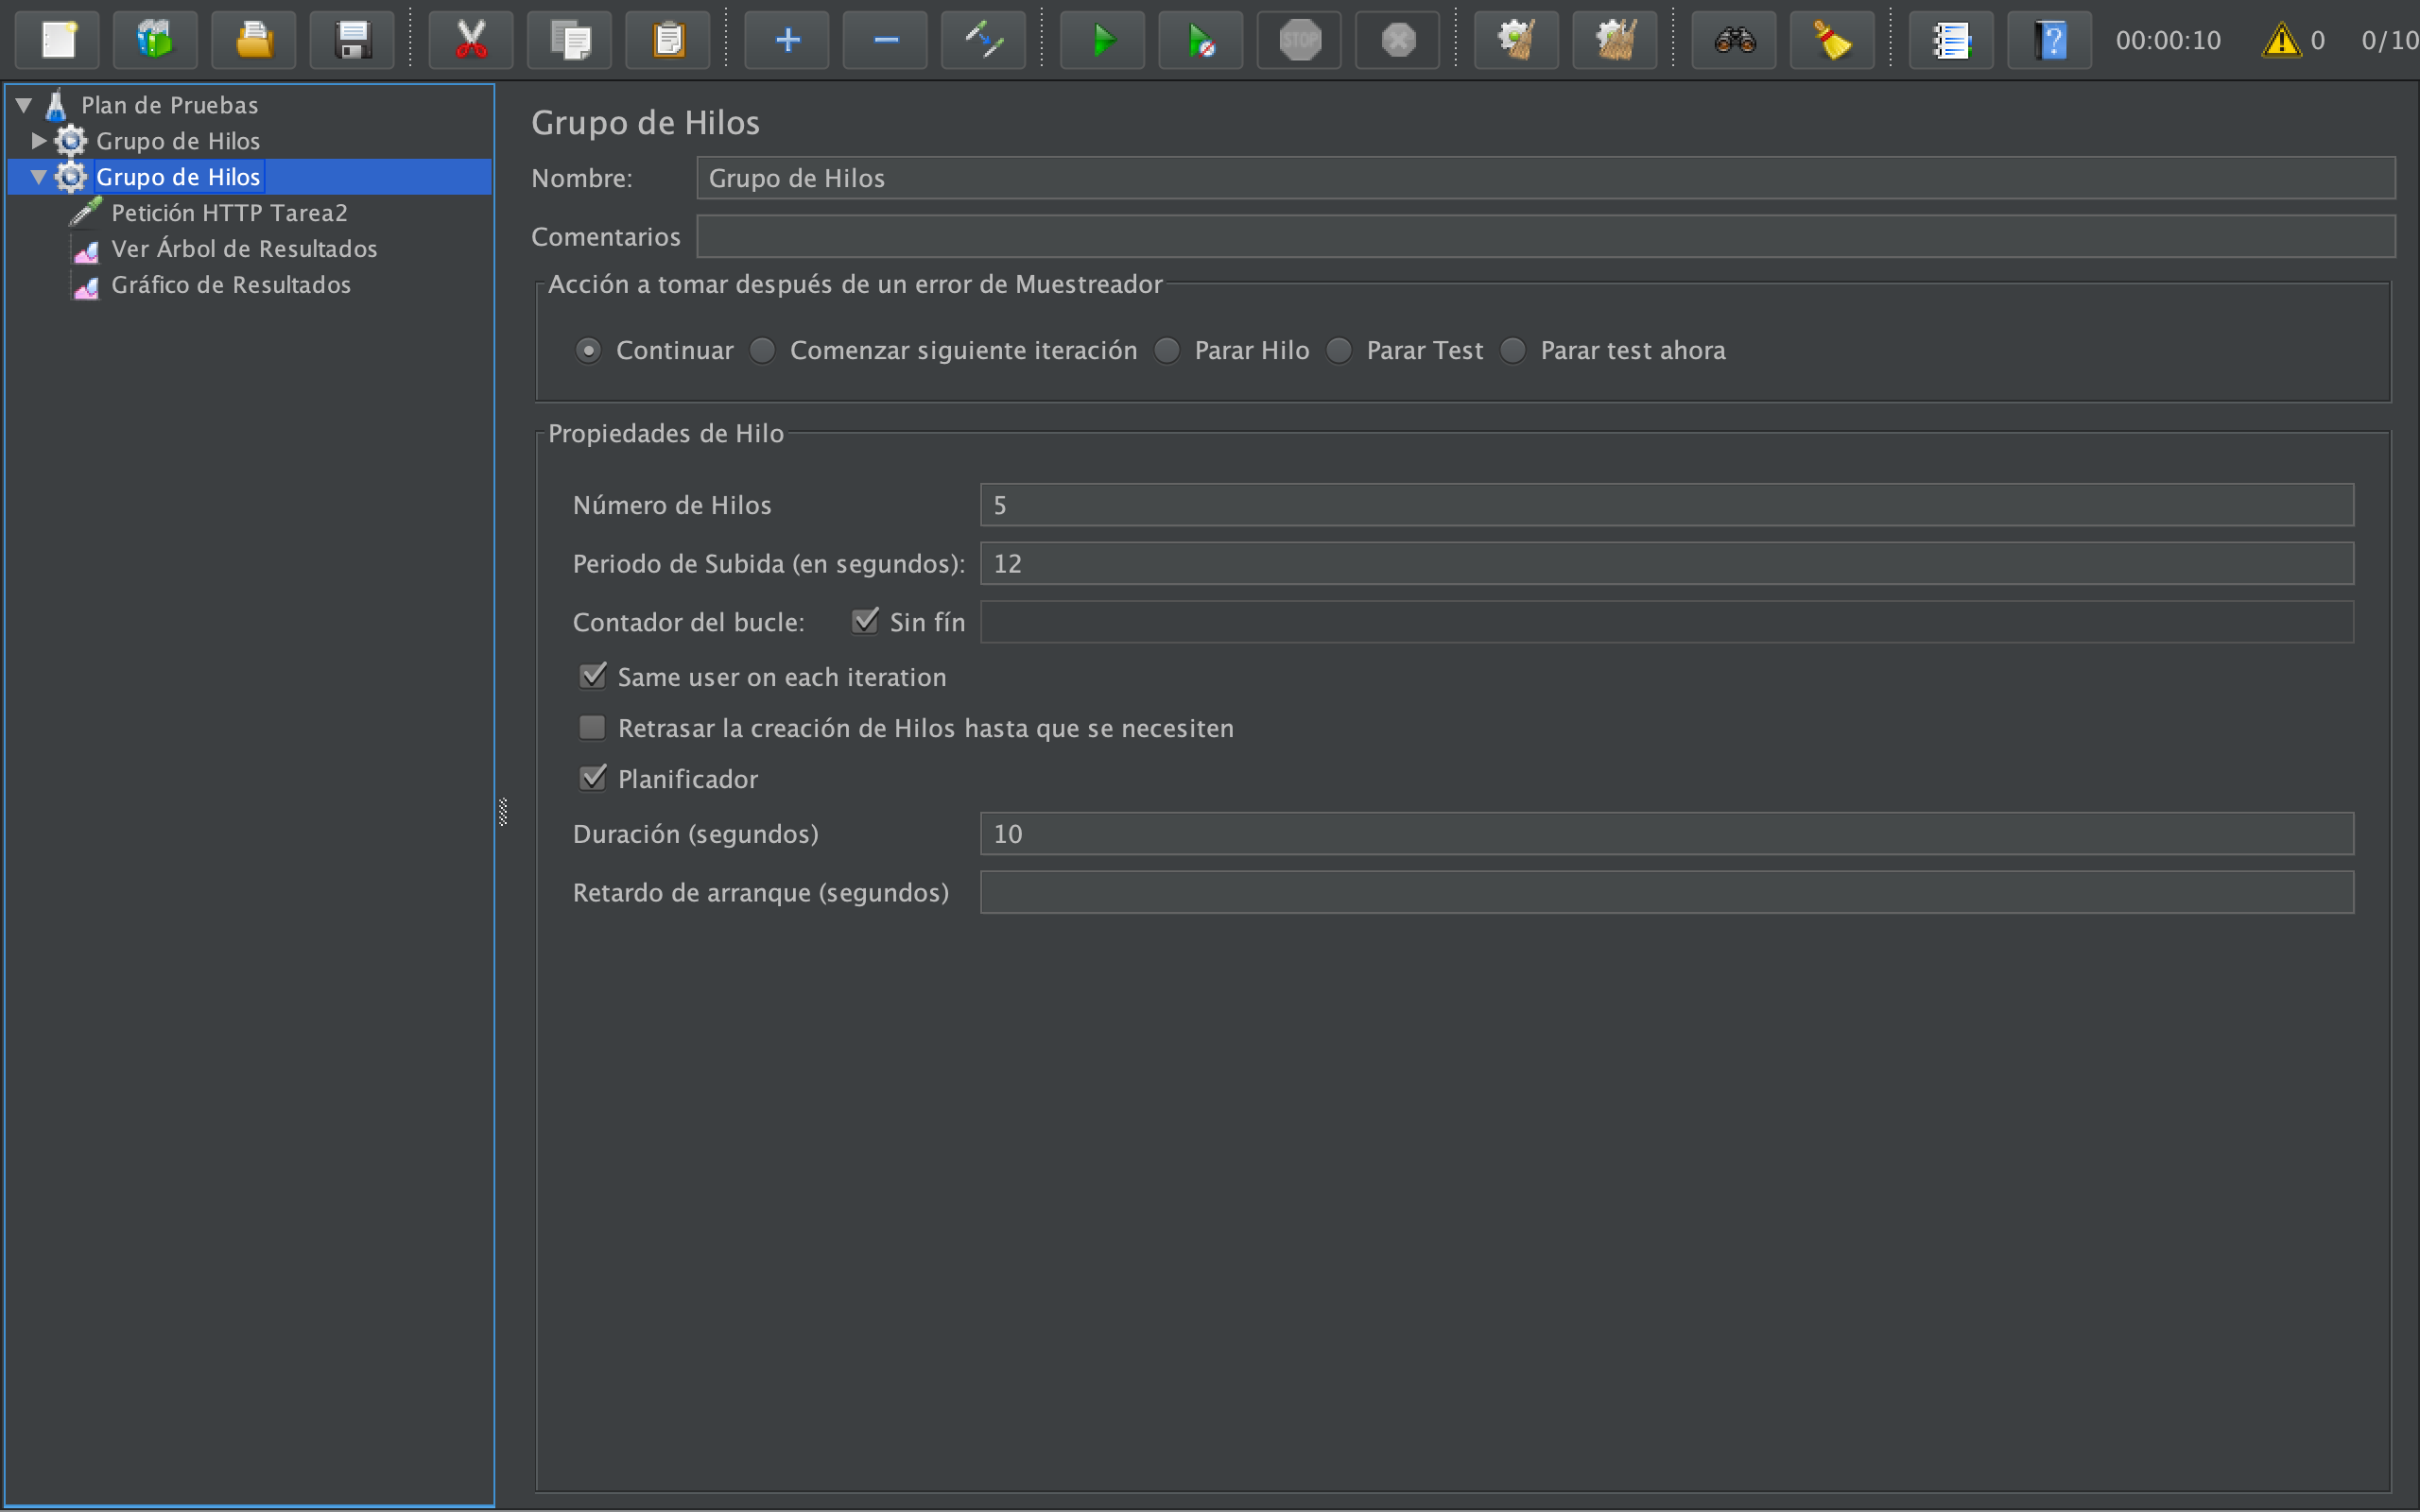 STOP
00:00:10
0
0/10
Plan de Pruebas
Grupo de Hilos
Grupo de Hilos
Petición HTTP Tarea2
Ver Árbol de Resultados
Gráfico de Resultados
Grupo de Hilos
Nombre: Grupo de Hilos
Comentarios
Acción a tomar después de un error de Muestreador
Continuar Comenzar siguiente iteración Parar Hilo Parar Test Parar test ahora
Propiedades de Hilo
Número de Hilos 5
Periodo de Subida (en segundos): 12
Contador del bucle: Sin fín
Same user on each iteration
Retrasar la creación de Hilos hasta que se necesiten
Planificador
Duración (segundos) 10
Retardo de arranque (segundos)